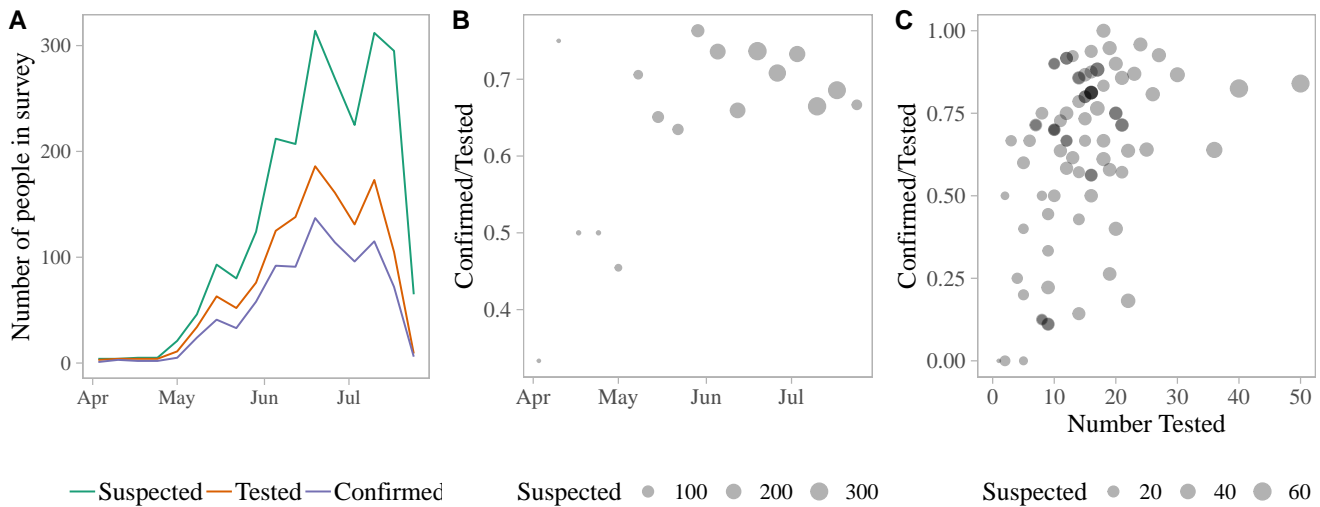 A
Number of people in survey
300
200
100
0
Apr May Jun Jul
Suspected Tested Confirmed
B
Confirmed/Tested
0.7
0.6
0.5
0.4
Apr May Jun Jul
Suspected 100 200 300
C
Confirmed/Tested
1.00
0.75
0.50
0.25
0.00
0 10 20 30 40 50
Number Tested
Suspected 20 40 60